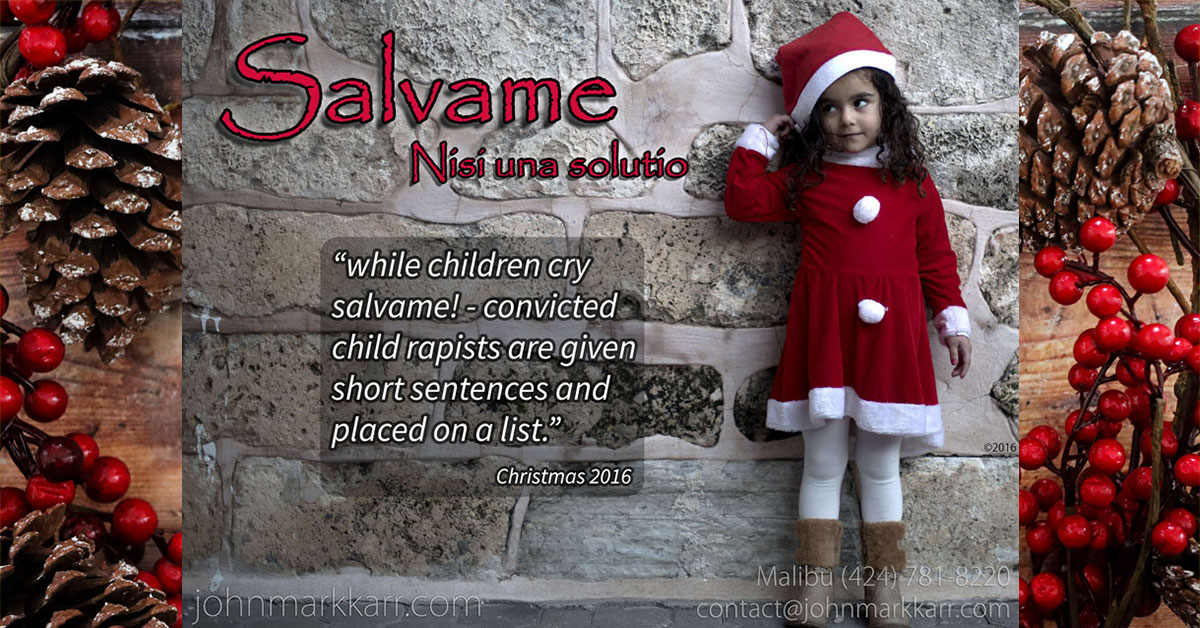 Salvame
Nisi una solutio
“while children cry
salvame! - convicted
child rapists are given
short sentences and
placed on a list.”
Christmas 2016
©2016
Malibu (424) 781-8220
johnmarkkarr.com
contact@johnmarkkarr.com